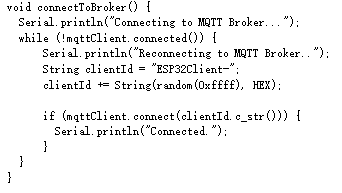 void connectToBroker() {
  Serial.println("Connecting to MQTT Broker...");
  while (!mqttClient.connected()) {
      Serial.println("Reconnecting to MQTT Broker..");
      String clientId = "ESP32Client-";
      clientId += String(random(0xffff), HEX);

      if (mqttClient.connect(clientId.c_str())) {
        Serial.println("Connected.");
      }
  }
}